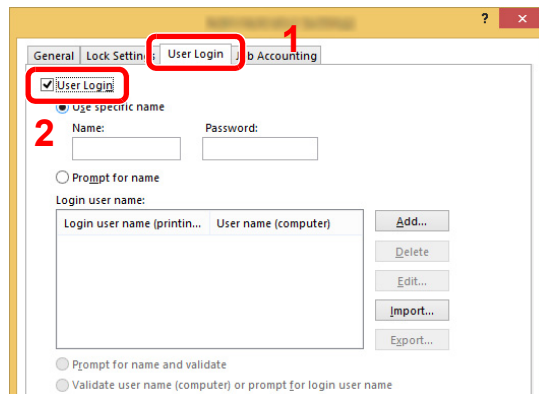 ? ×
1
General Lock Settings User Login Job Accounting
User Login
Use specific name
2
Name: Password:
Prompt for name
Login user name:
Login user name (printin... User name (computer)
Add...
Delete
Edit...
Import...
Export...
Prompt for name and validate
Validate user name (computer) or prompt for login user name